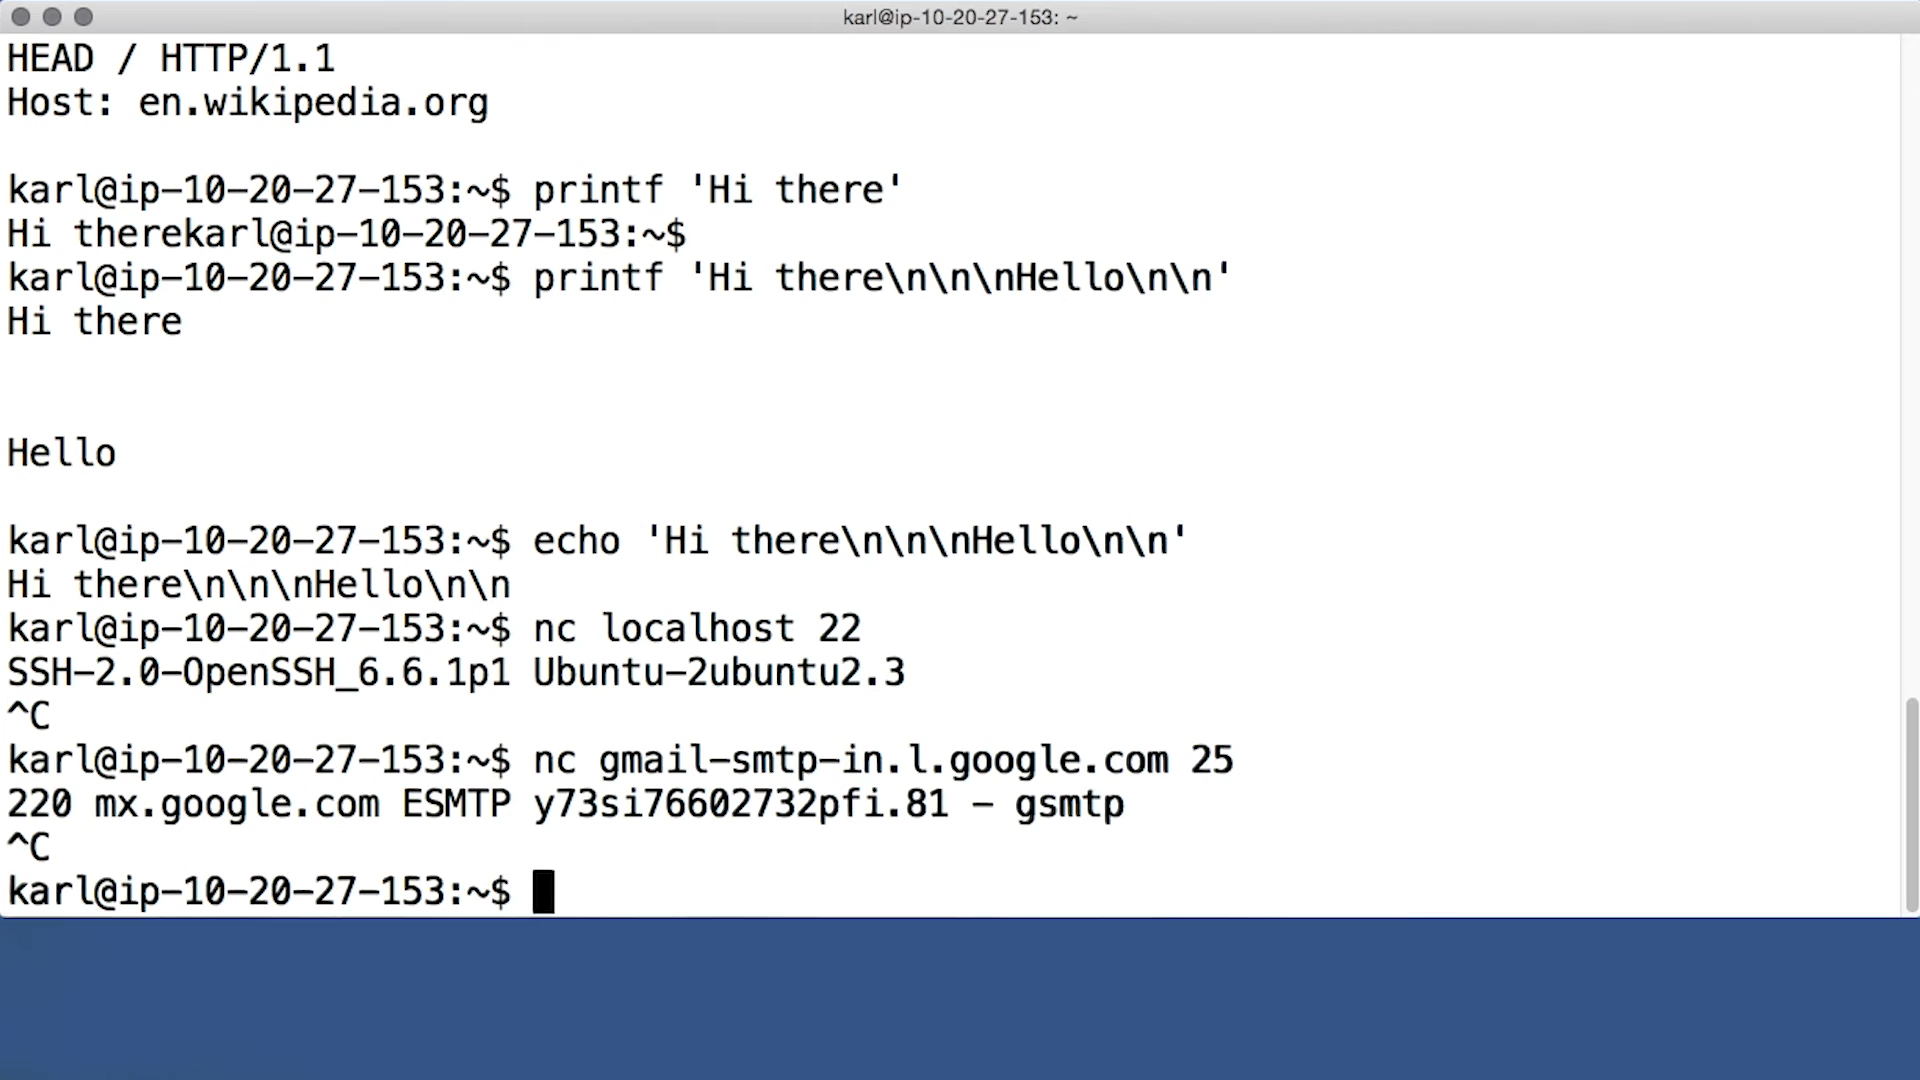 karl@ip-10-20-27-153: ~
HEAD / HTTP/1.1
Host: en.wikipedia.org
karl@ip-10-20-27-153:~$ printf 'Hi there'
Hi therekarl@ip-10-20-27-153:~$
karl@ip-10-20-27-153:~$ printf 'Hi there\n\n\nHello\n\n'
Hi there
Hello
karl@ip-10-20-27-153:~$ echo 'Hi there\n\n\nHello\n\n'
Hi there\n\n\nHello\n\n
karl@ip-10-20-27-153:~$ nc localhost 22
SSH-2.0-OpenSSH_6.6.1p1 Ubuntu-2ubuntu2.3
^C
karl@ip-10-20-27-153:~$ nc gmail-smtp-in.l.google.com 25
220 mx.google.com ESMTP y73si76602732pfi.81 - gsmtp
^C
karl@ip-10-20-27-153:~$